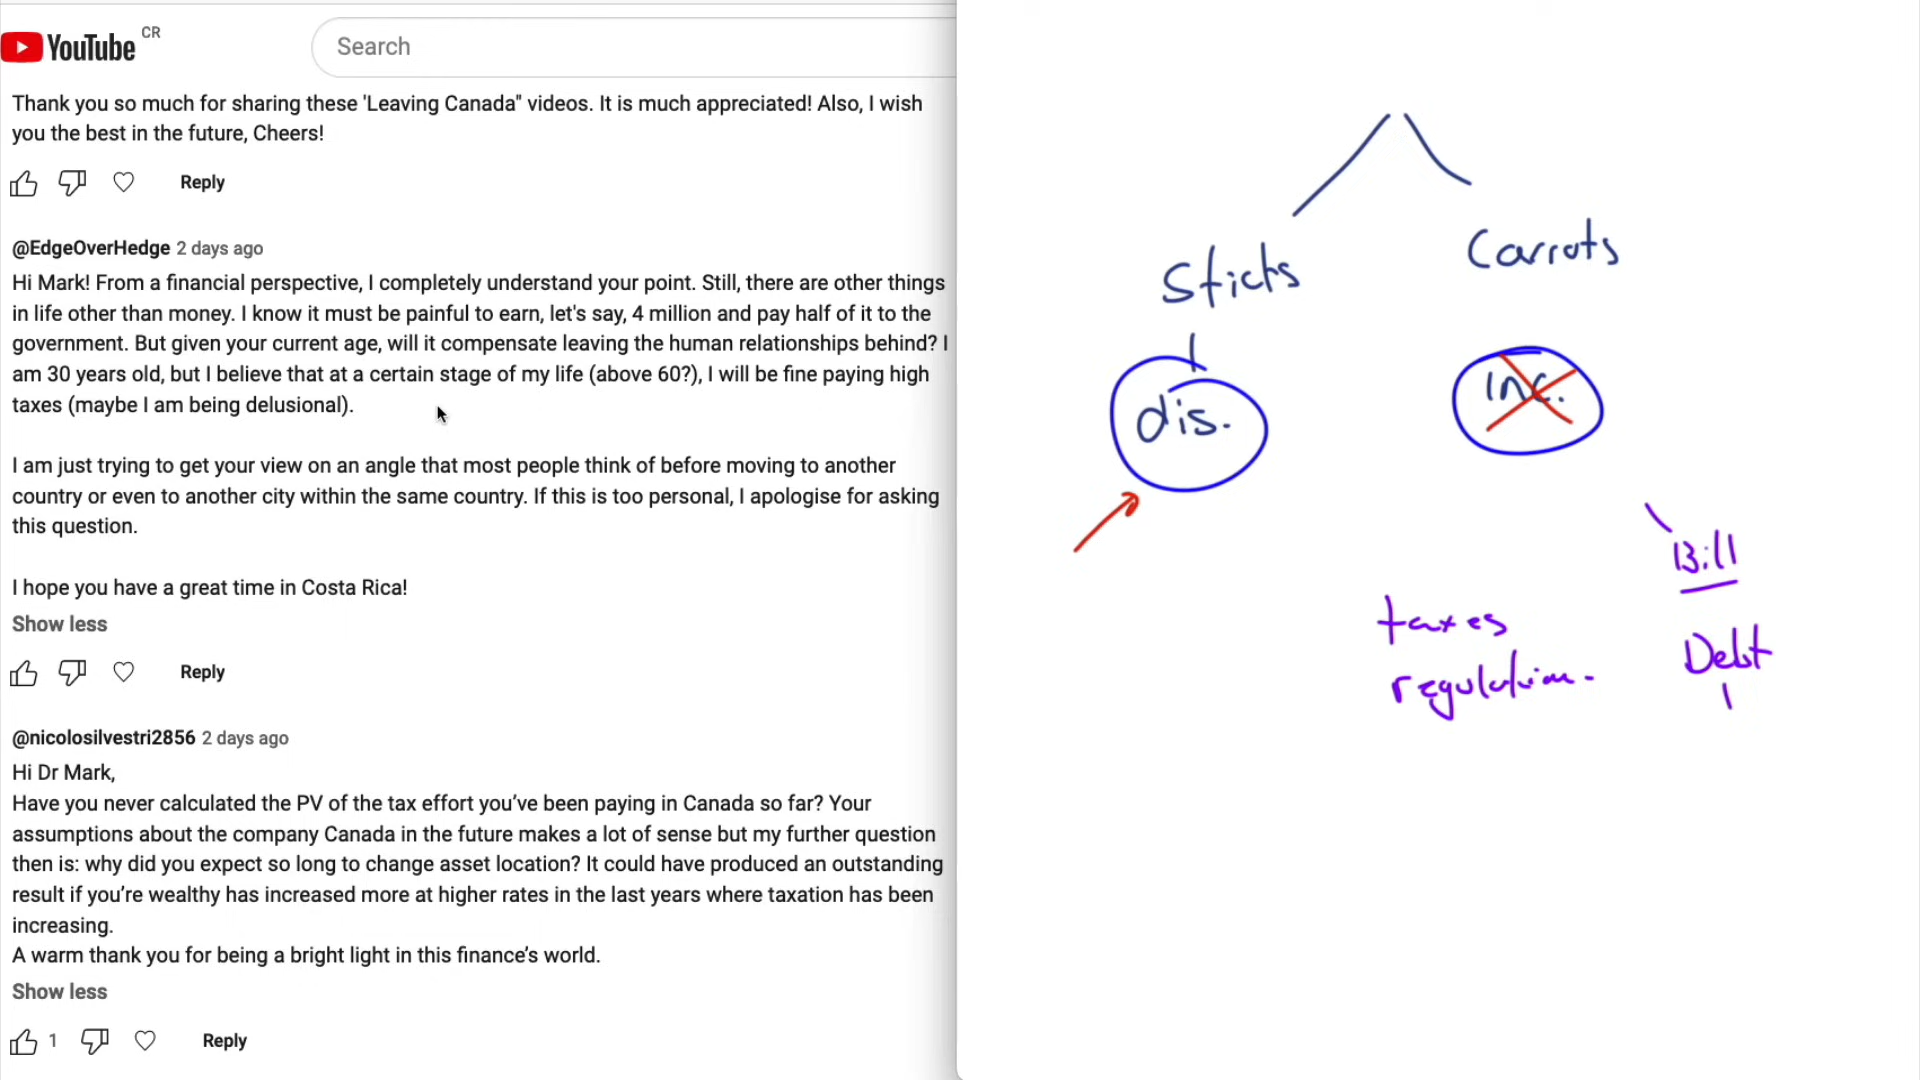 YouTube CR
Search
Thank you so much for sharing these 'Leaving Canada" videos. It is much appreciated! Also, I wish
you the best in the future, Cheers!
Reply
@EdgeOverHedge 2 days ago
Hi Mark! From a financial perspective, I completely understand your point. Still, there are other things
in life other than money. I know it must be painful to earn, let's say, 4 million and pay half of it to the
government. But given your current age, will it compensate leaving the human relationships behind? I
am 30 years old, but I believe that at a certain stage of my life (above 60?), I will be fine paying high
taxes (maybe I am being delusional).
I am just trying to get your view on an angle that most people think of before moving to another
country or even to another city within the same country. If this is too personal, I apologise for asking
this question.
I hope you have a great time in Costa Rica!
Show less
Reply
@nicolosilvestri2856 2 days ago
Hi Dr Mark,
Have you never calculated the PV of the tax effort you've been paying in Canada so far? Your
assumptions about the company Canada in the future makes a lot of sense but my further question
then is: why did you expect so long to change asset location? It could have produced an outstanding
result if you're wealthy has increased more at higher rates in the last years where taxation has been
increasing.
A warm thank you for being a bright light in this finance's world.
Show less
1
Reply
Sticks
Carrots
dis.
Inc.
Bill
taxes
Debt
regulation.